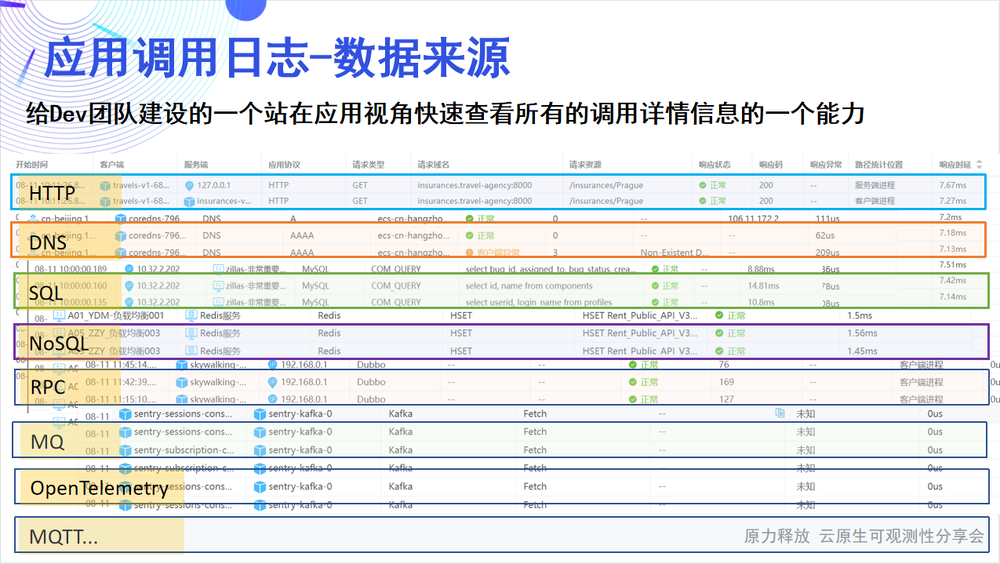 应用调用日志-数据来源
给Dev团队建设的一个站在应用视角快速查看所有的调用详情信息的一个能力
开始时间 客户端 服务端 应用协议 请求类型 请求域名 请求资源 响应状态 响应码 响应异常 路径统计位置 响应时延
HTTP travels-v1-68... 127.0.0.1 HTTP GET insurances.travel-agency:8000 /insurances/Prague 正常 200 -- 服务端进程 7.67ms
travels-v1-68... insurances-v... HTTP GET insurances.travel-agency:8000 /insurances/Prague 正常 200 -- 客户端进程 7.27ms
cn-beijing.1... coredns-796... DNS A ecs-cn-hangzho... 正常 0 -- 106.11.172.2 111us 7.2ms
DNS coredns-796... DNS AAAA ecs-cn-hangzho... 正常 0 -- 62us 7.18ms
cn-beijing.1... coredns-796... DNS AAAA ecs-cn-hangzho... 客户端异常 3 Non-Existent D... 209us 7.13ms
08-11 10:00:00.189 10.32.2.202 zillas-非常重要... MySQL COM_QUERY select bug_id, assigned_to, bug_status, crea... 正常 8.88ms 7.51ms
SQL 08-11 10:00:00.160 10.32.2.202 zillas-非常重要... MySQL COM_QUERY select id, name from components 正常 14.81ms 7.42ms
08-11 10:00:00.135 10.32.2.202 zillas-非常重要... MySQL COM_QUERY select userid, login_name from profiles 正常 10.8ms 7.14ms
A01_YDM-负载均衡001 Redis服务 Redis HSET HSET Rent_Public_API_V3... 正常 1.5ms
A05_ZZY_负载均衡003 Redis服务 Redis HSET HSET Rent_Public_API_V3... 正常 1.56ms
NoSQL ZZY_负载均衡003 Redis服务 Redis HSET HSET Rent_Public_API_V3... 正常 1.45ms
08-11 11:45:14.... skywalking-... 192.168.0.1 Dubbo -- -- 正常 76 客户端进程
RPC 08-11 11:42:39.... skywalking-... 192.168.0.1 Dubbo -- -- 正常 169 客户端进程
08-11 11:15:10.... skywalking-... 192.168.0.1 Dubbo -- -- 正常 127 客户端进程
08-11 sentry-sessions-cons... sentry-kafka-0 Kafka Fetch -- 未知 0us
08-11 sentry-sessions-cons... sentry-kafka-0 Kafka Fetch -- 未知 0us
MQ 08-11 sentry-subscription-c... sentry-kafka-0 Kafka Fetch -- 未知 0us
08-11 sentry-subscription-c... sentry-kafka-0 Kafka Fetch -- 未知 0us
OpenTelemetry sentry-sessions-cons... sentry-kafka-0 Kafka Fetch -- 未知 0us
08-11 sentry-sessions-cons... sentry-kafka-0 Kafka Fetch -- 未知 0us
MQTT...
原力释放 云原生可观测性分享会